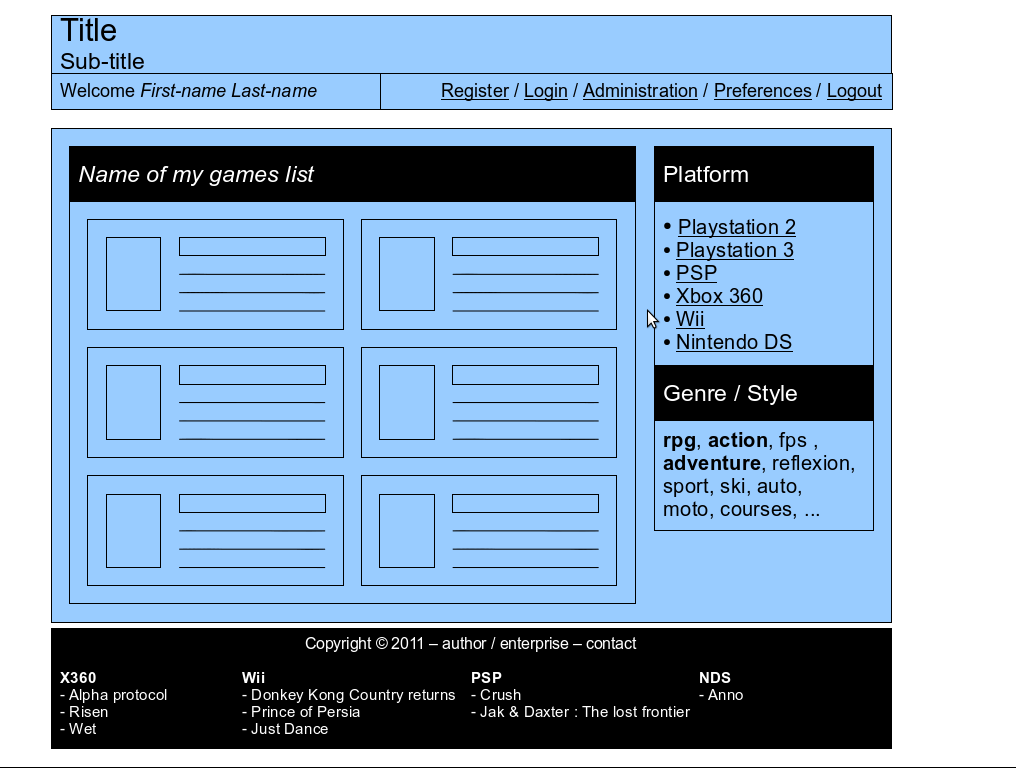 Title
Sub-title
Welcome First-name Last-name
Register / Login / Administration / Preferences / Logout
Name of my games list
Platform
• Playstation 2
• Playstation 3
• PSP
• Xbox 360
• Wii
• Nintendo DS
Genre / Style
rpg, action, fps ,
adventure, reflexion,
sport, ski, auto,
moto, courses, ...
Copyright © 2011 – author / enterprise – contact
X360
- Alpha protocol
- Risen
- Wet
Wii
- Donkey Kong Country returns
- Prince of Persia
- Just Dance
PSP
- Crush
- Jak & Daxter : The lost frontier
NDS
- Anno